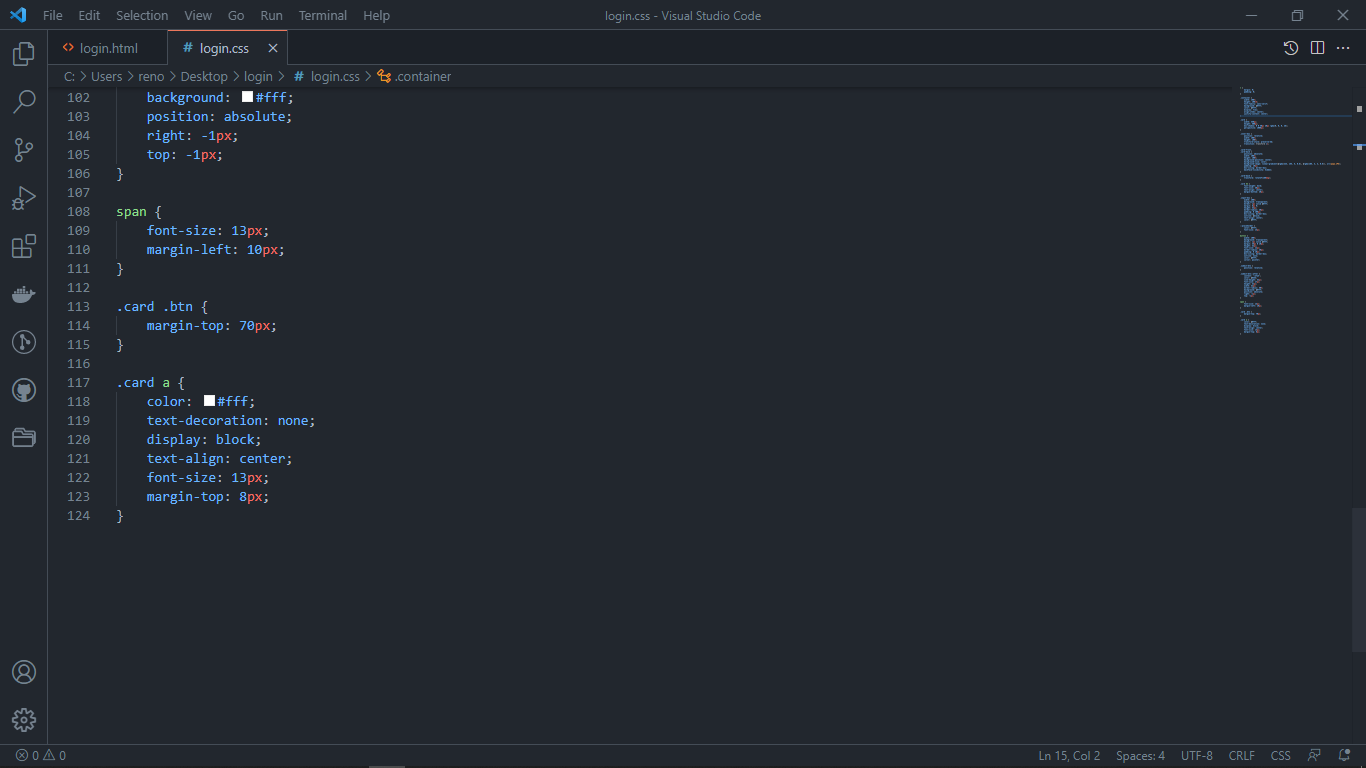 File Edit Selection View Go Run Terminal Help login.css - Visual Studio Code
<> login.html # login.css
C: > Users > reno > Desktop > login > # login.css > .container
102 background: #fff;
103 position: absolute;
104 right: -1px;
105 top: -1px;
106 }
107
108 span {
109 font-size: 13px;
110 margin-left: 10px;
111 }
112
113 .card .btn {
114 margin-top: 70px;
115 }
116
117 .card a {
118 color: #fff;
119 text-decoration: none;
120 display: block;
121 text-align: center;
122 font-size: 13px;
123 margin-top: 8px;
124 }
0 0 Ln 15, Col 2 Spaces: 4 UTF-8 CRLF CSS